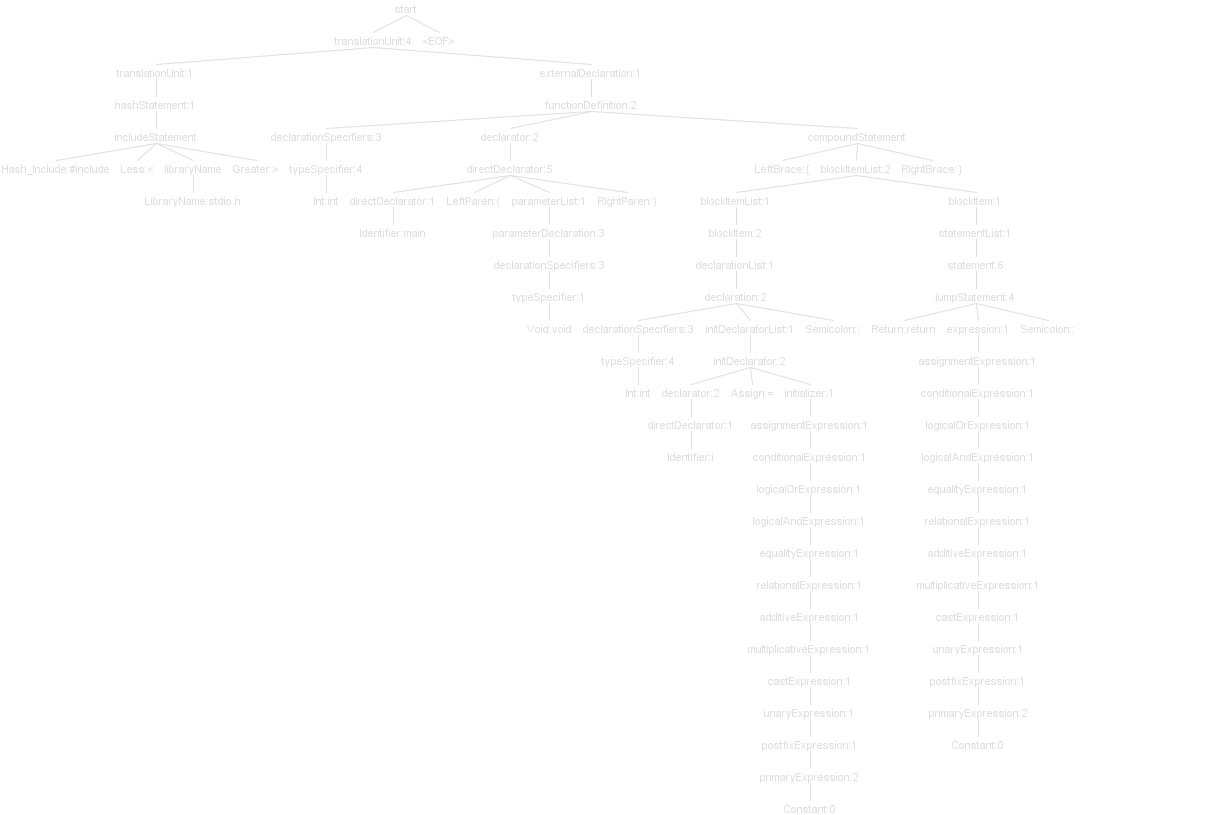 start
translationUnit:4 <EOF>
translationUnit:1 externalDeclaration:1
hashStatement:1 functionDefinition:2
includeStatement declarationSpecifiers:3 declarator:2 compoundStatement
Hash_Include:#include Less:< libraryName Greater:> typeSpecifier:4 directDeclarator:5 LeftBrace:{ blockItemList:2 RightBrace:}
LibraryName:stdio.h Int:int directDeclarator:1 LeftParen:( parameterList:1 RightParen:) blockItemList:1 blockItem:1
Identifier:main parameterDeclaration:3 blockItem:2 statementList:1
declarationSpecifiers:3 declarationList:1 statement:6
typeSpecifier:1 declaration:2 jumpStatement:4
Void:void declarationSpecifiers:3 initDeclaratorList:1 Semicolon:; Return:return expression:1 Semicolon:;
typeSpecifier:4 initDeclarator:2 assignmentExpression:1
Int:int declarator:2 Assign:= initializer:1 conditionalExpression:1
directDeclarator:1 assignmentExpression:1 logicalOrExpression:1
Identifier:i conditionalExpression:1 logicalAndExpression:1
logicalOrExpression:1 equalityExpression:1
logicalAndExpression:1 relationalExpression:1
equalityExpression:1 additiveExpression:1
relationalExpression:1 multiplicativeExpression:1
additiveExpression:1 castExpression:1
multiplicativeExpression:1 unaryExpression:1
castExpression:1 postfixExpression:1
unaryExpression:1 primaryExpression:2
postfixExpression:1 Constant:0
primaryExpression:2
Constant:0